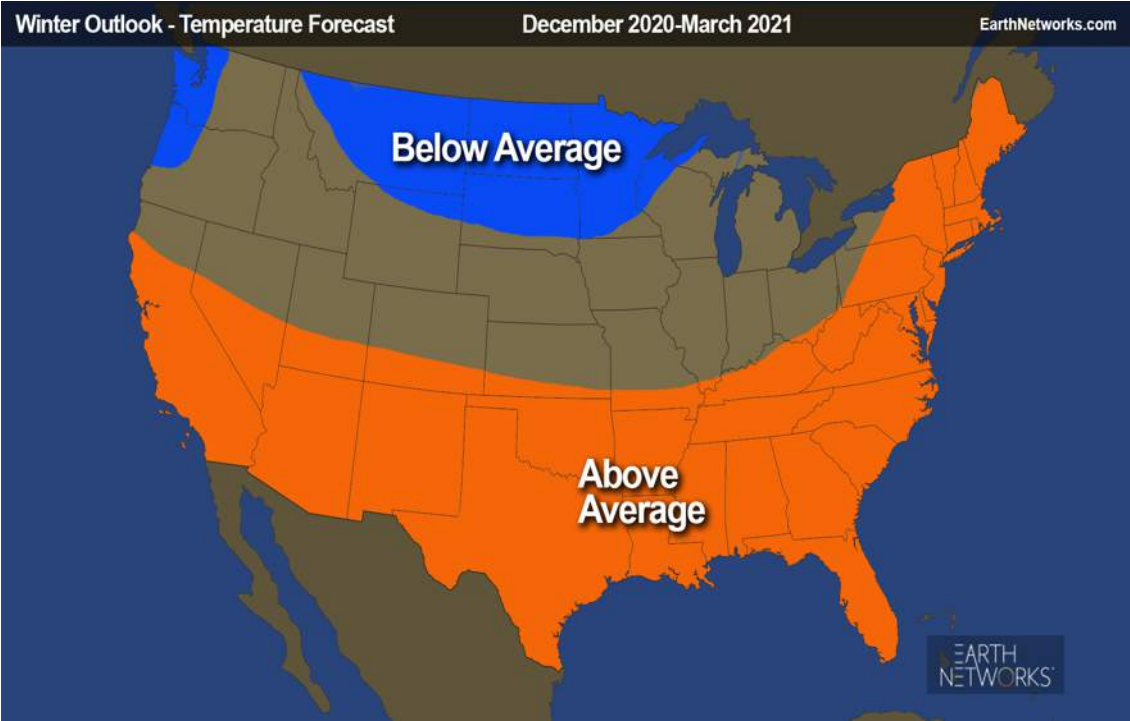 Winter Outlook - Temperature Forecast December 2020-March 2021 EarthNetworks.com
Below Average
Above
Average
EARTH
NETWORKS